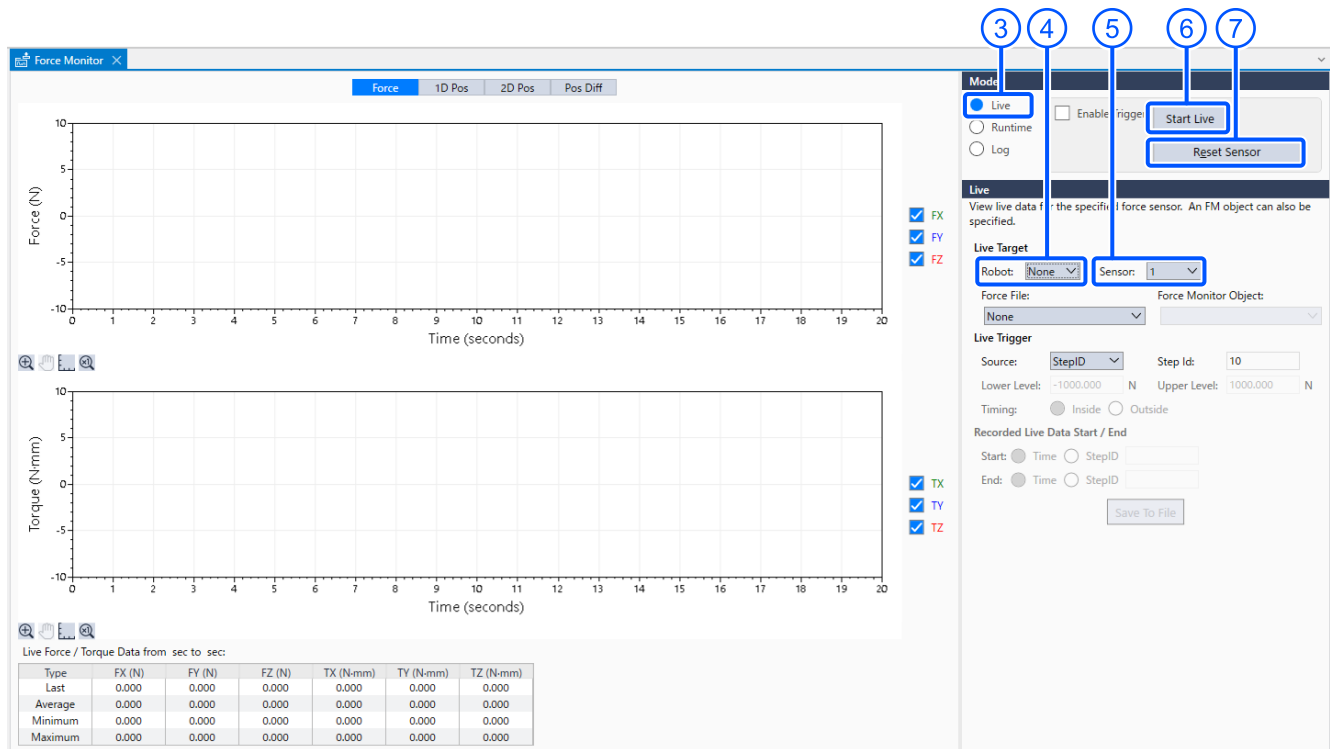 3 4 5 6 7
Force Monitor
Force 1D Pos 2D Pos Pos Diff
Force (N)
10
5
0
-5
-10
0 1 2 3 4 5 6 7 8 9 10 11 12 13 14 15 16 17 18 19 20
Time (seconds)
FX
FY
FZ
Torque (N·mm)
10
5
0
-5
-10
0 1 2 3 4 5 6 7 8 9 10 11 12 13 14 15 16 17 18 19 20
Time (seconds)
TX
TY
TZ
Live Force / Torque Data from sec to sec:
Type FX (N) FY (N) FZ (N) TX (N·mm) TY (N·mm) TZ (N·mm)
Last 0.000 0.000 0.000 0.000 0.000 0.000
Average 0.000 0.000 0.000 0.000 0.000 0.000
Minimum 0.000 0.000 0.000 0.000 0.000 0.000
Maximum 0.000 0.000 0.000 0.000 0.000 0.000
Mode
Live Enable Trigger Start Live
Runtime
Log Reset Sensor
Live
View live data for the specified force sensor. An FM object can also be
specified.
Live Target
Robot: None Sensor: 1
Force File: Force Monitor Object:
None
Live Trigger
Source: StepID Step Id: 10
Lower Level: -1000.000 N Upper Level: 1000.000 N
Timing: Inside Outside
Recorded Live Data Start / End
Start: Time StepID
End: Time StepID
Save To File